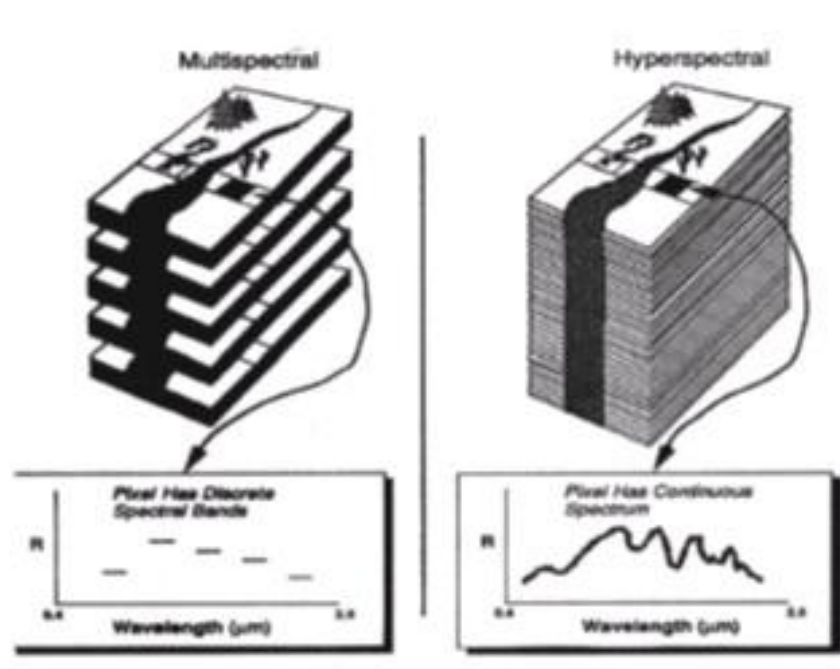 Multispectral
Hyperspectral
Pixel Has Discrete
Spectral Bands
R
Wavelength (µm)
Pixel Has Continuous
Spectrum
R
Wavelength (µm)